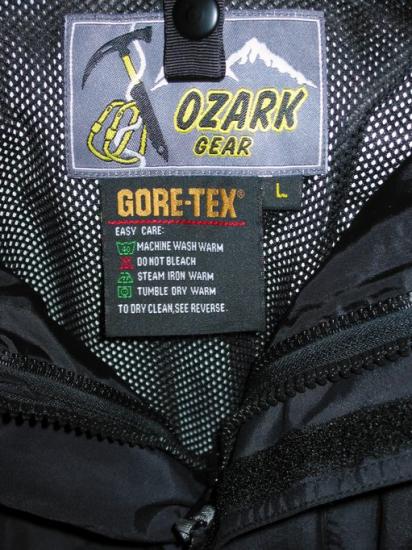 OZARK
GEAR
GORE-TEX®
L
EASY CARE:
40 MACHINE WASH WARM
DO NOT BLEACH
STEAM IRON WARM
TUMBLE DRY WARM
TO DRY CLEAN, SEE REVERSE.